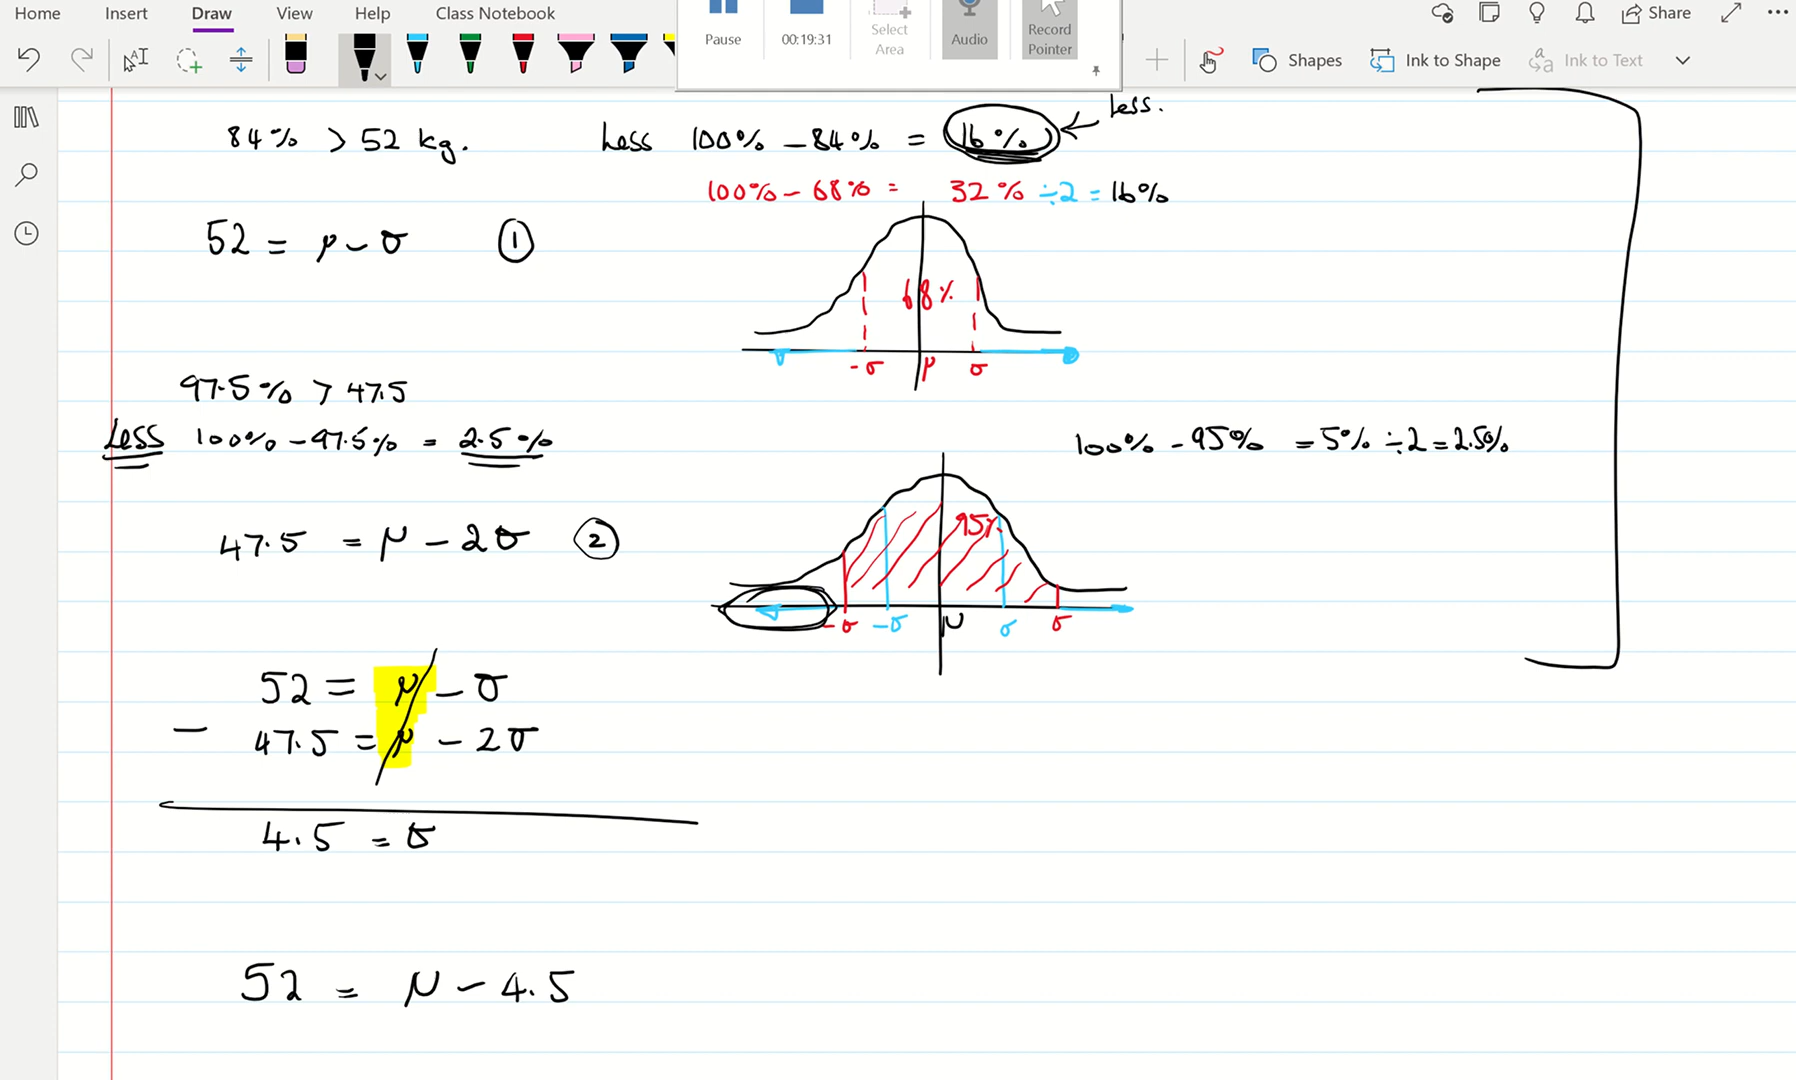 Home Insert Draw View Help Class Notebook
Pause 00:19:31 Select Area Audio Record Pointer
Share
Shapes Ink to Shape Ink to Text
84% > 52 kg. Less 100% - 84% = 16% ← Less.
100% - 68% = 32% ÷2 = 16%
52 = μ - σ ①
68%
-σ μ σ
97.5% > 47.5
Less 100% - 97.5% = 2.5%
100% - 95% = 5% ÷2 = 2.5%
47.5 = μ - 2σ ②
95%
-σ -σ μ σ σ
52 = μ - σ
- 47.5 = μ - 2σ
4.5 = σ
52 = μ - 4.5